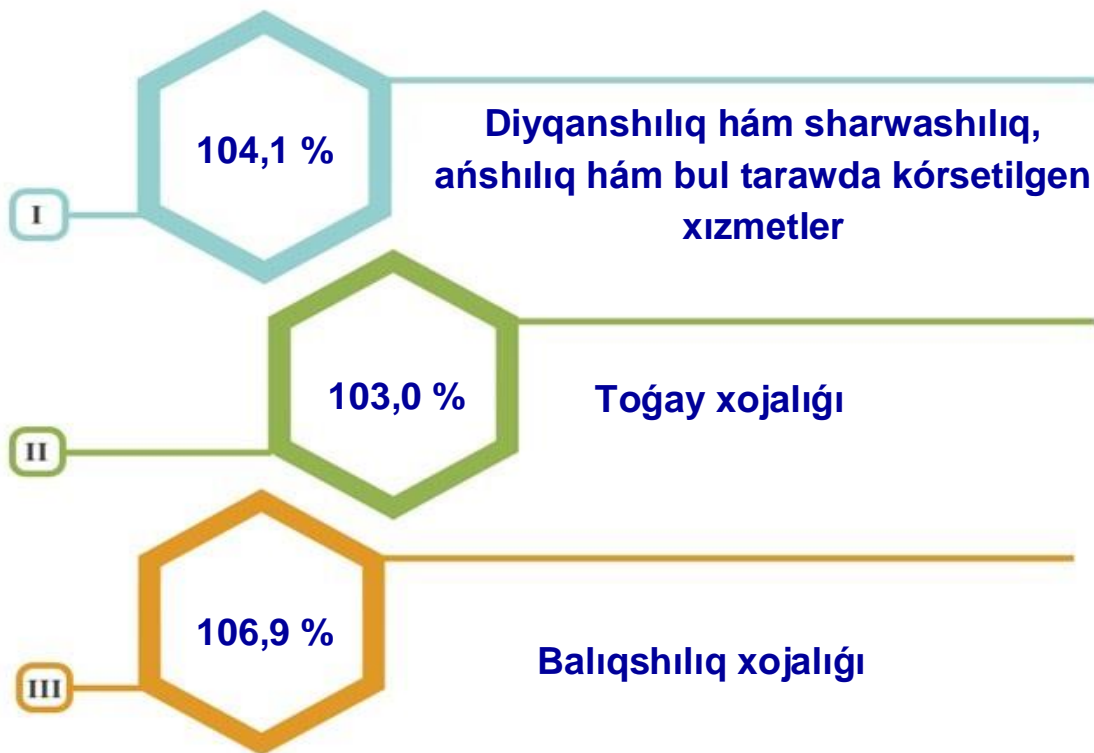 I
104,1 %
Diyqanshılıq hám sharwashılıq,
ańshılıq hám bul tarawda kórsetilgen
xızmetler
II
103,0 %
Toǵay xojalıǵı
III
106,9 %
Balıqshılıq xojalıǵı